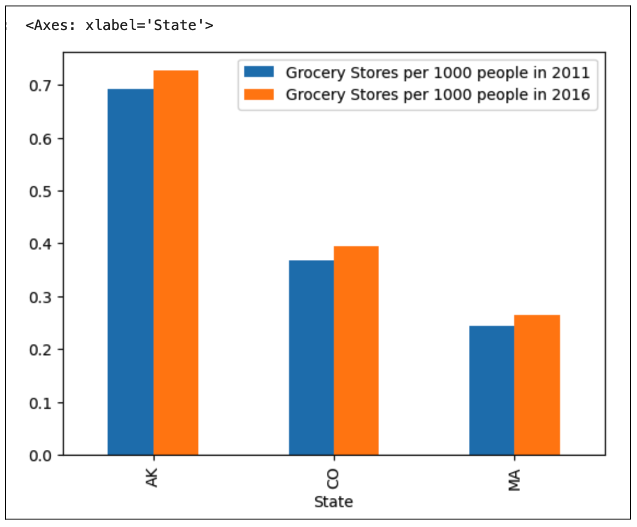 <Axes: xlabel='State'>
Grocery Stores per 1000 people in 2011
Grocery Stores per 1000 people in 2016
0.7
0.6
0.5
0.4
0.3
0.2
0.1
0.0
AK
CO
MA
State